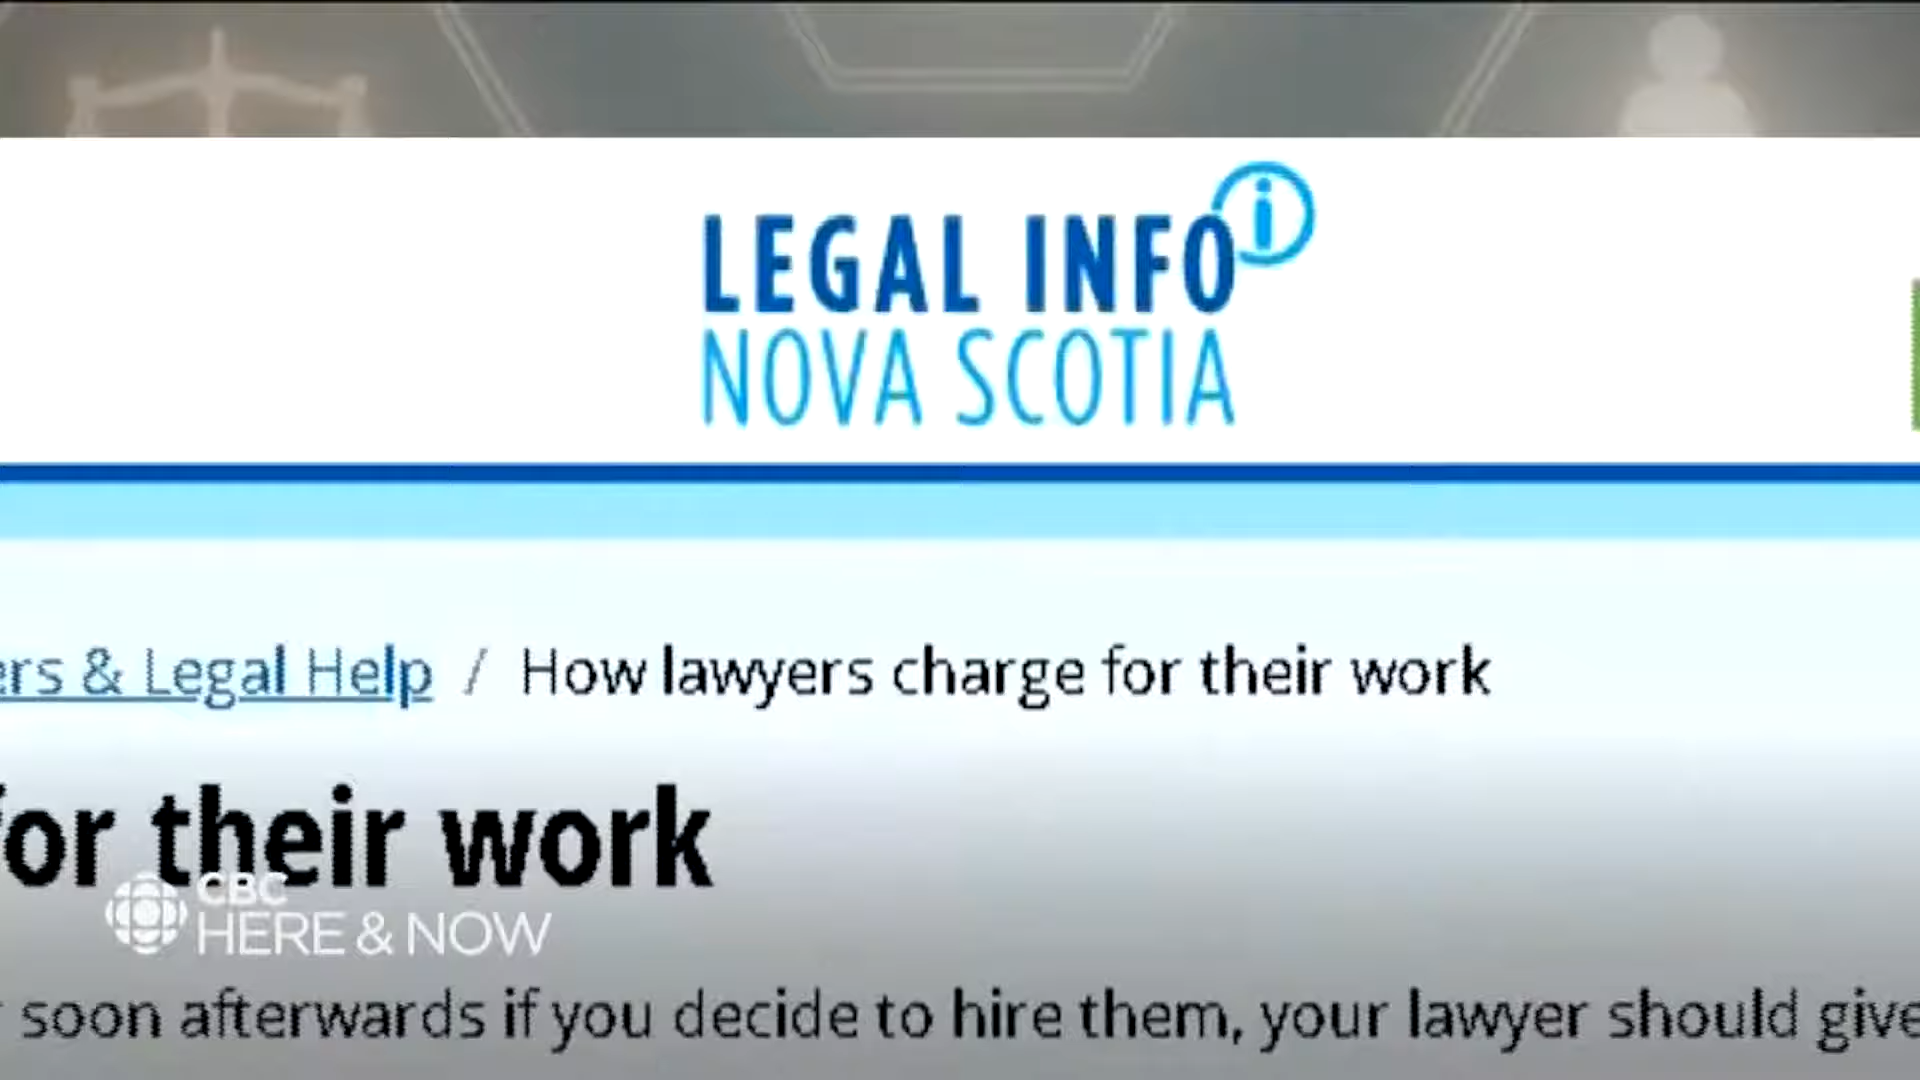 LEGAL INFO i
NOVA SCOTIA
ers & Legal Help / How lawyers charge for their work
for their work
CBC
HERE & NOW
soon afterwards if you decide to hire them, your lawyer should give